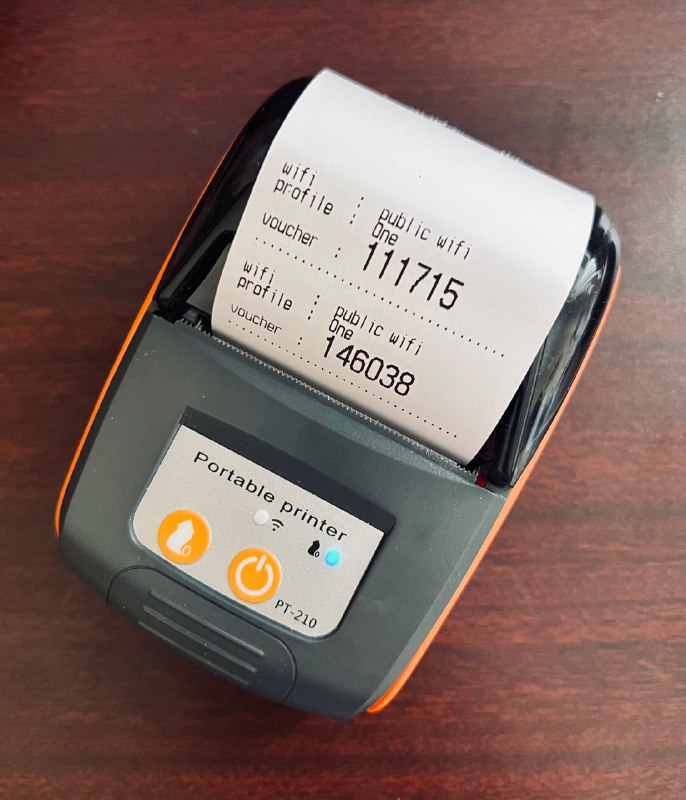 wifi : public wifi
profile : One
voucher : 111715
wifi : public wifi
profile : One
voucher : 146038
Portable printer
PT-210